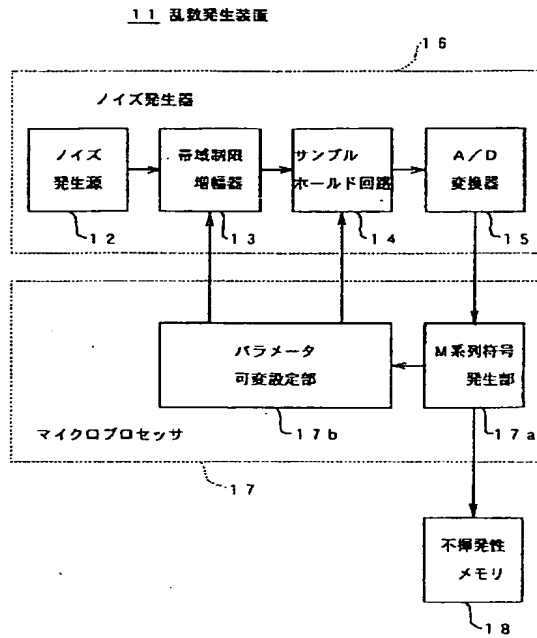 11 乱数発生装置
16
ノイズ発生器
ノイズ
発生源
帯域制限
増幅器
サンプル
ホールド回路
A/D
変換器
12
13
14
15
パラメータ
可変設定部
M系列符号
発生部
マイクロプロセッサ
17b
17a
17
不揮発性
メモリ
18